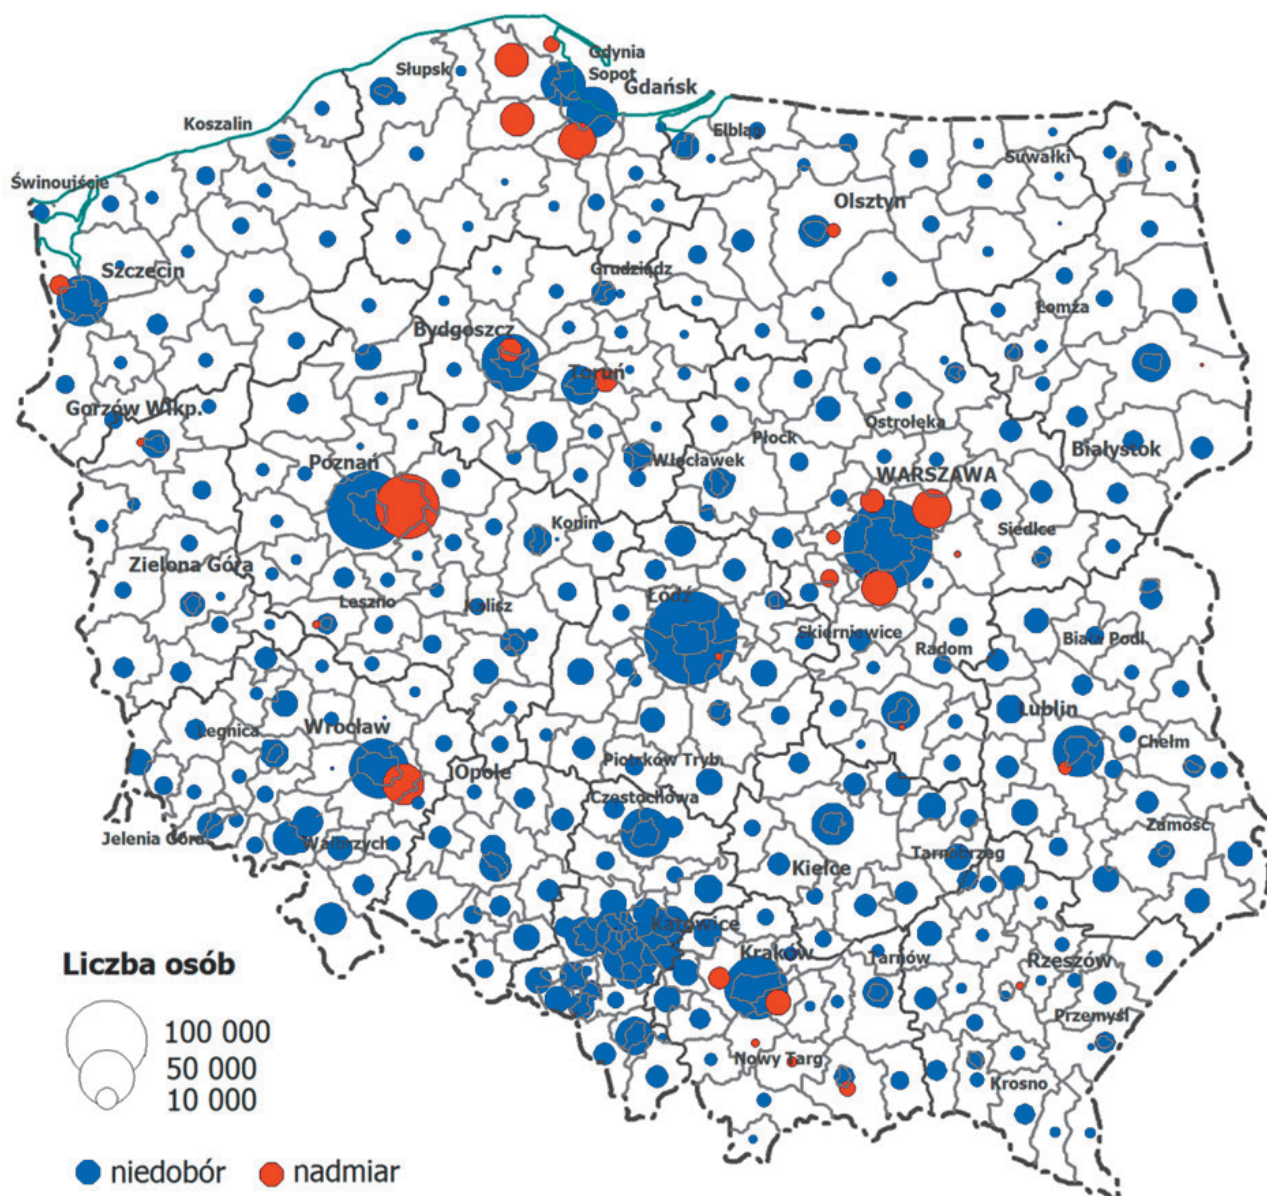 Gdynia
Słupsk
Sopot
Gdańsk
Koszalin
Elbląg
Suwałki
Świnoujście
Olsztyn
Szczecin
Grudziądz
Łomża
Bydgoszcz
Toruń
Gorzów Wlkp.
Ostrołęka
Płock
Białystok
Poznań
Włocławek
WARSZAWA
Konin
Siedlce
Zielona Góra
Leszno
Kalisz
Łódź
Skierniewice
Biała Podl.
Radom
Legnica
Wrocław
Lublin
Chełm
Opole
Piotrków Tryb.
Częstochowa
Jelenia Góra
Wałbrzych
Zamość
Kielce
Tarnobrzeg
Katowice
Kraków
Tarnów
Rzeszów
Przemyśl
Nowy Targ
Krosno
Liczba osób
100 000
50 000
10 000
niedobór
nadmiar